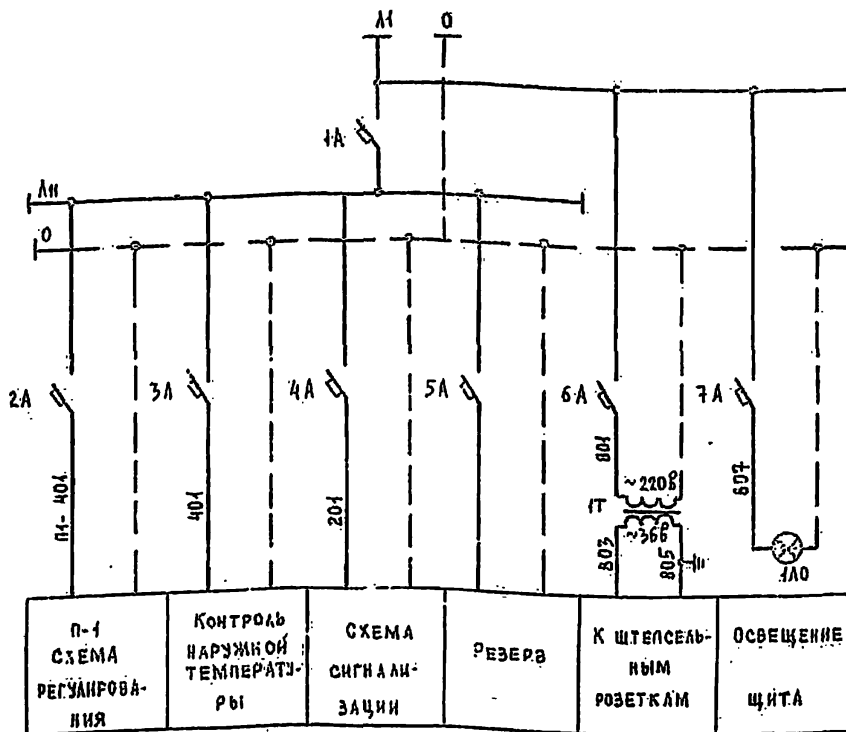 Л1 0
1А
Л11
0
2А 3А 4А 5А 6А 7А
П1-401
401
201
801
~220В
1Т
~36В
803
805
607
1Л0
П-1
СХЕМА
РЕГУЛИРОВА-
НИЯ
КОНТРОЛЬ
НАРУЖНОЙ
ТЕМПЕРАТУ-
РЫ
СХЕМА
СИГНАЛИ-
ЗАЦИИ
РЕЗЕРВ
К ШТЕПСЕЛЬ-
НЫМ
РОЗЕТКАМ
ОСВЕЩЕНИЕ
ЩИТА